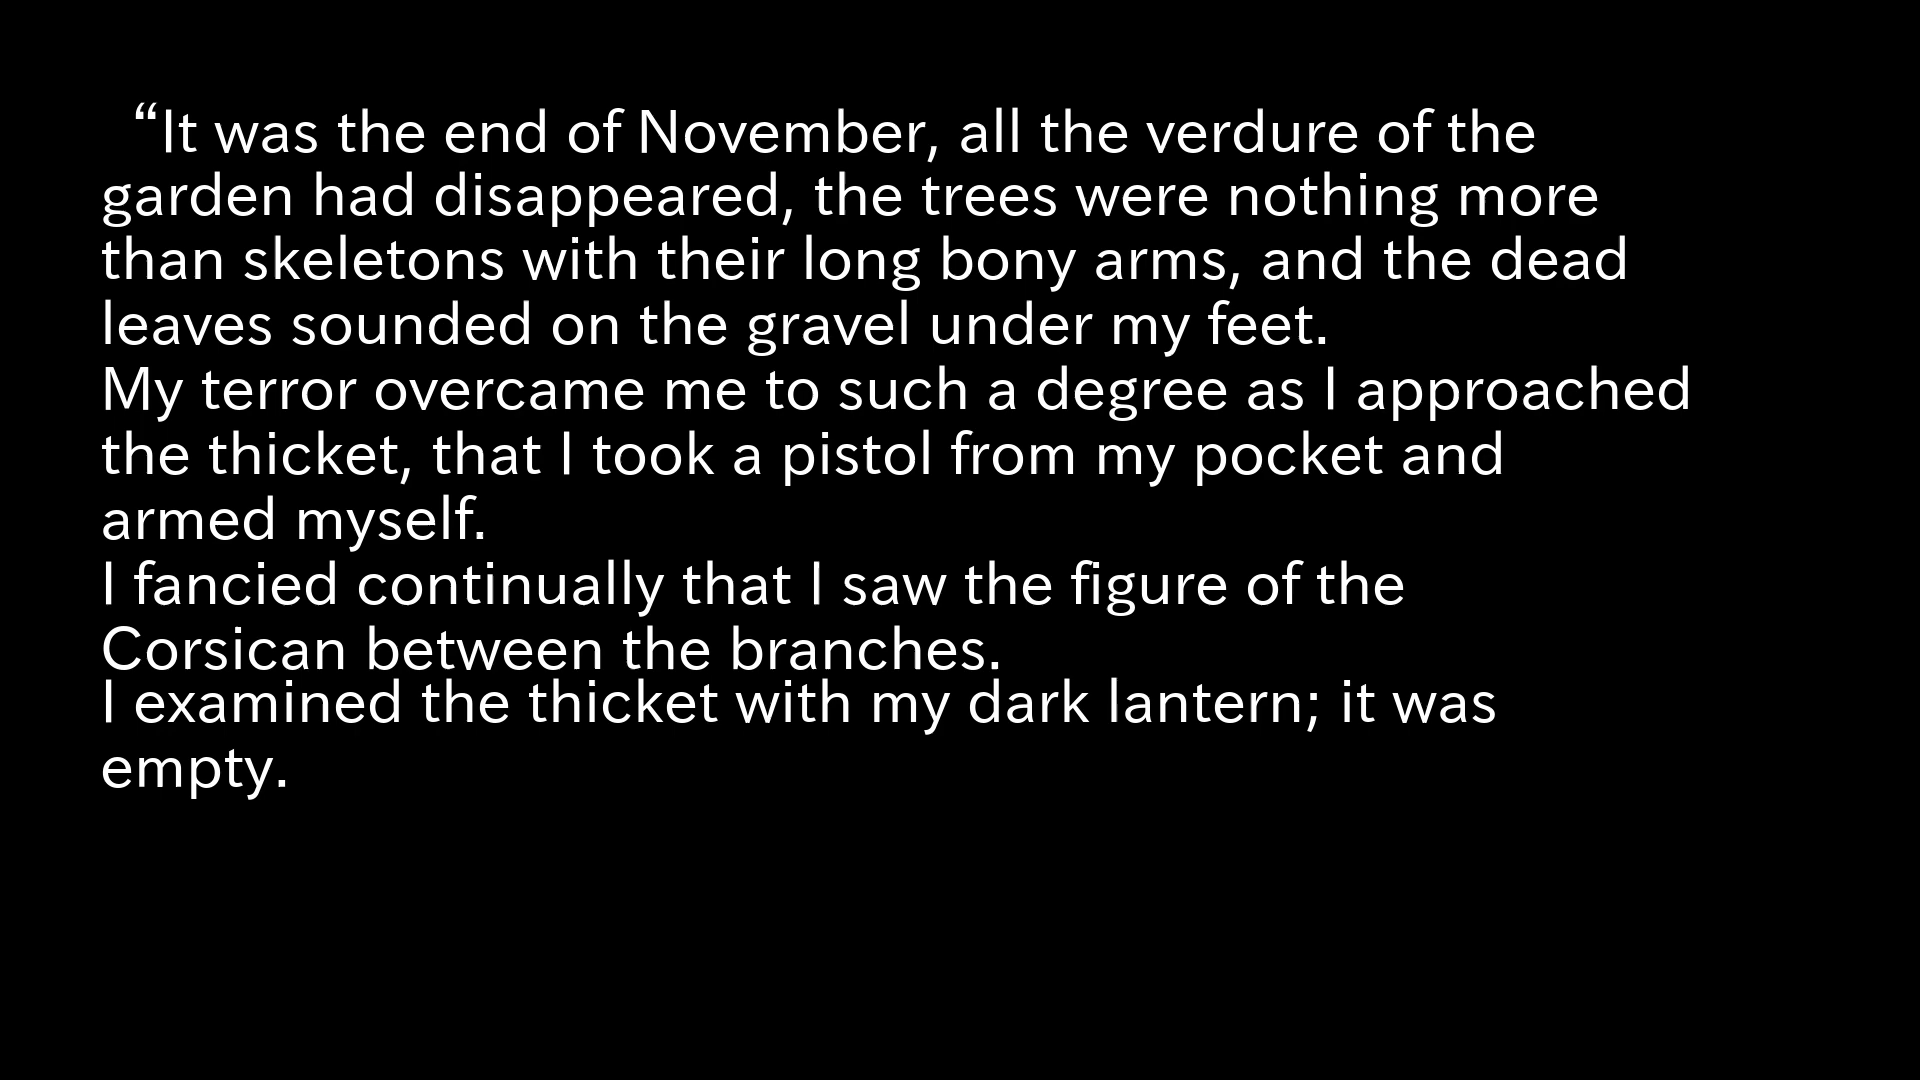 “It was the end of November, all the verdure of the
garden had disappeared, the trees were nothing more
than skeletons with their long bony arms, and the dead
leaves sounded on the gravel under my feet.
My terror overcame me to such a degree as I approached
the thicket, that I took a pistol from my pocket and
armed myself.
I fancied continually that I saw the figure of the
Corsican between the branches.
I examined the thicket with my dark lantern; it was
empty.